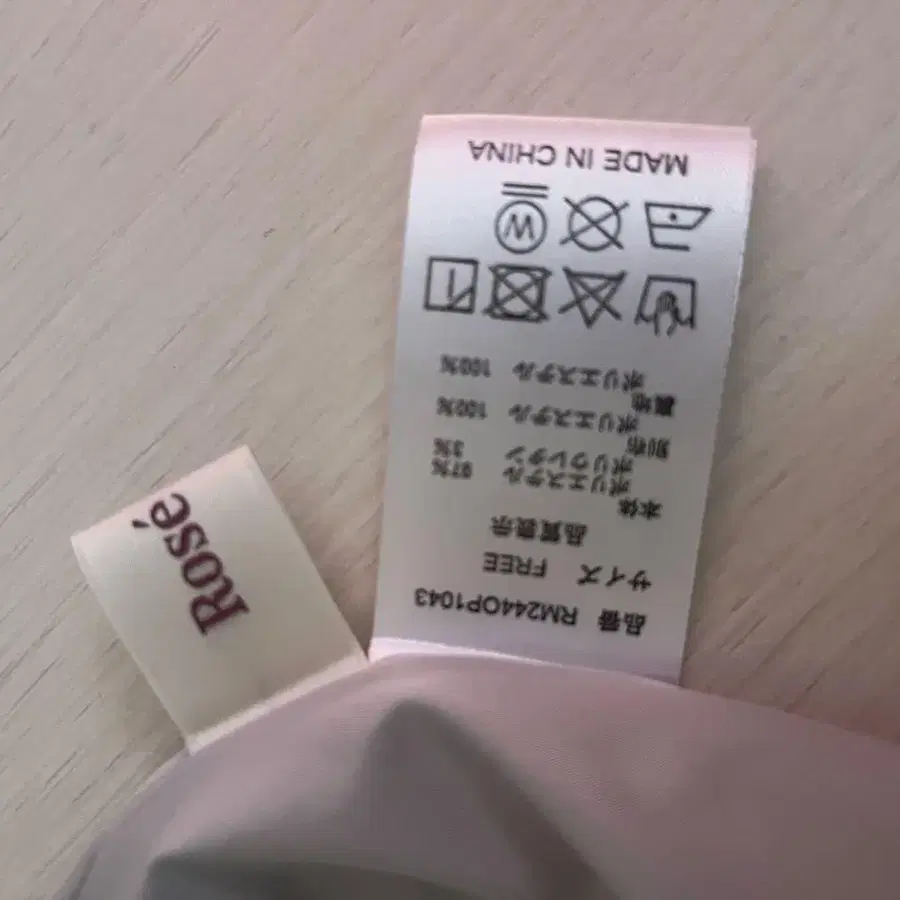 品番 RM244OP1043
サイズ FREE
品質表示
本体
ポリエステル 97%
ポリウレタン 3%
別布
ポリエステル 100%
裏地
ポリエステル 100%
W
MADE IN CHINA
Rosé